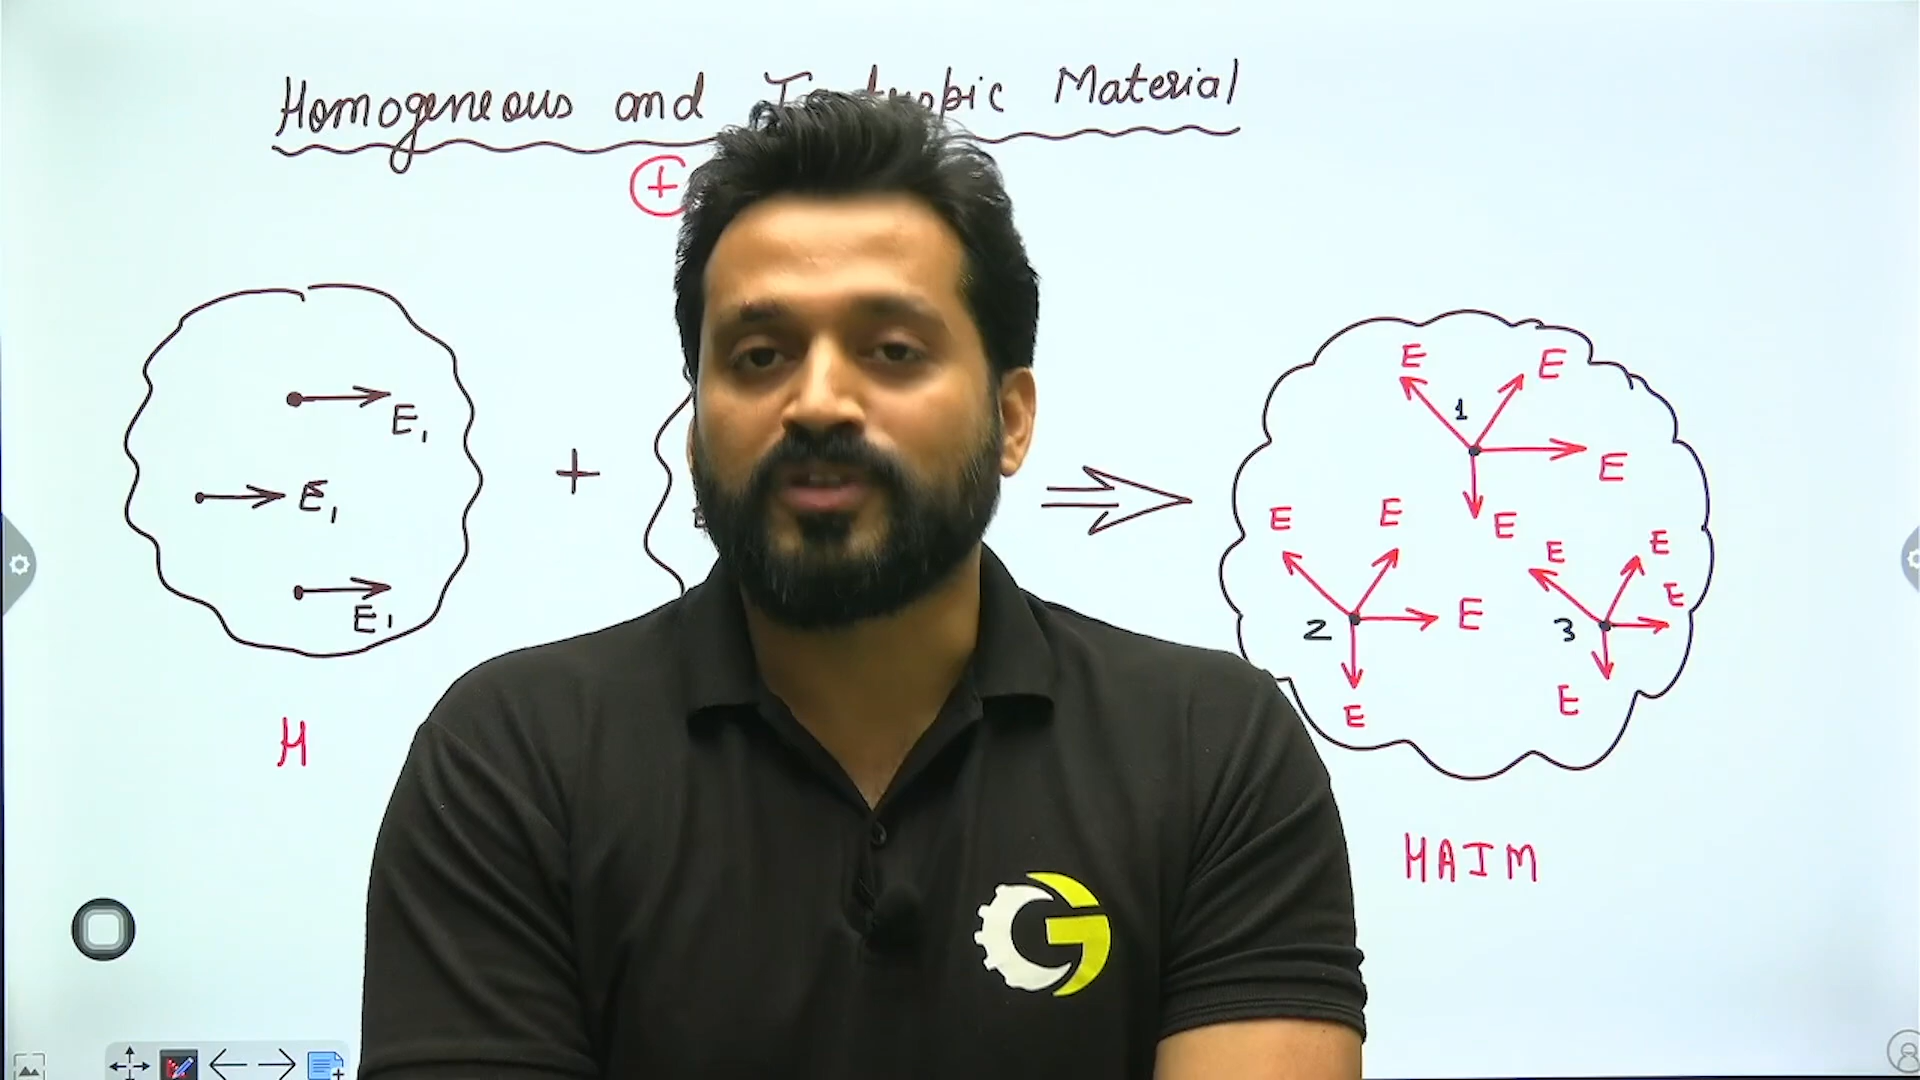 Homogeneous and Material
+
E₁
E₁
E₁
+
H
E E
1
E
E
E E
2 E
E
E E
3 E
E
HAIM
G